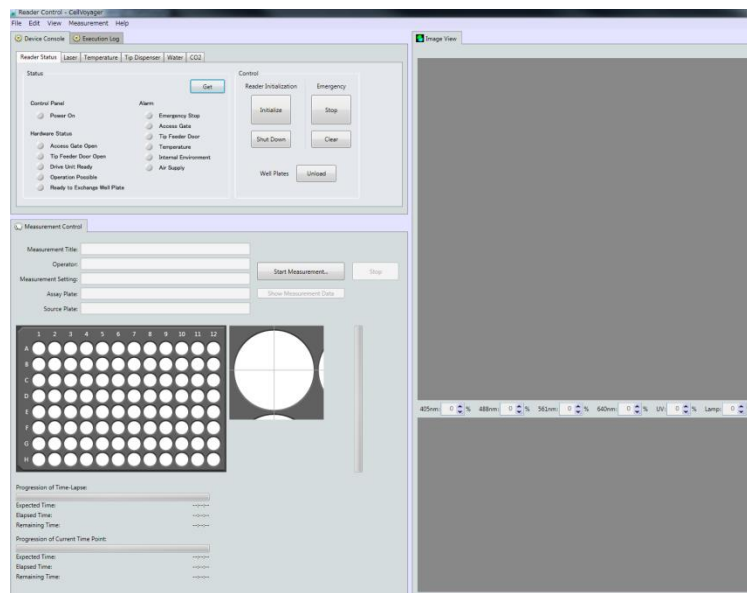 Reader Control - CellVoyager
File Edit View Measurement Help
Device Console Execution Log
Reader Status Laser Temperature Tip Dispenser Water CO2
Status
Get
Control Panel
Power On
Hardware Status
Access Gate Open
Tip Feeder Door Open
Drive Unit Ready
Operation Possible
Ready to Exchange Well Plate
Alarm
Emergency Stop
Access Gate
Tip Feeder Door
Temperature
Internal Environment
Air Supply
Control
Reader Initialization Emergency
Initialize Stop
Shut Down Clear
Well Plates Unload
Measurement Control
Measurement Title:
Operator:
Measurement Setting:
Assay Plate:
Source Plate:
Start Measurement... Stop
Show Measurement Data
1 2 3 4 5 6 7 8 9 10 11 12
A
B
C
D
E
F
G
H
Progression of Time-Lapse:
Expected Time: --:--:--
Elapsed Time:
Remaining Time: --:--:--
Progression of Current Time Point:
Expected Time: --:--:--
Elapsed Time:
Remaining Time: --:--:--
Image View
405nm: 0 % 488nm: 0 % 561nm: 0 % 640nm: 0 % UV: 0 % Lamp: 0